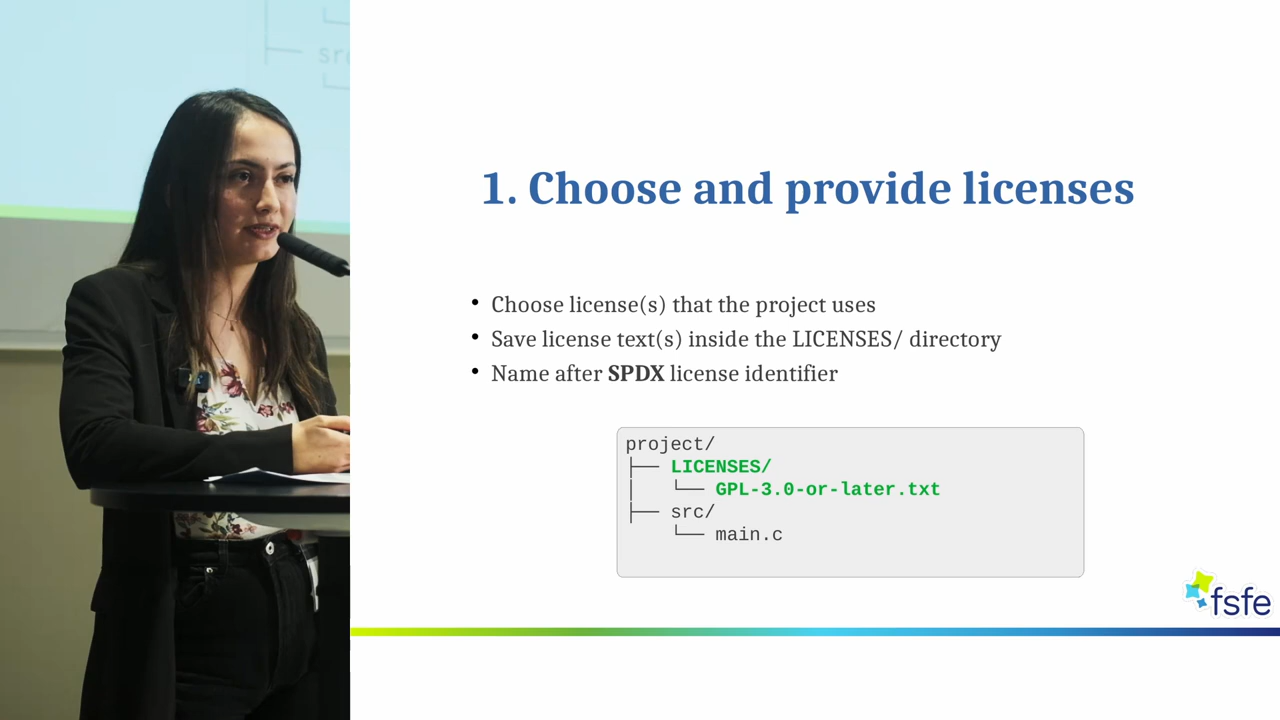 1. Choose and provide licenses
• Choose license(s) that the project uses
• Save license text(s) inside the LICENSES/ directory
• Name after SPDX license identifier
project/
├── LICENSES/
│   └── GPL-3.0-or-later.txt
├── src/
    └── main.c
fsfe